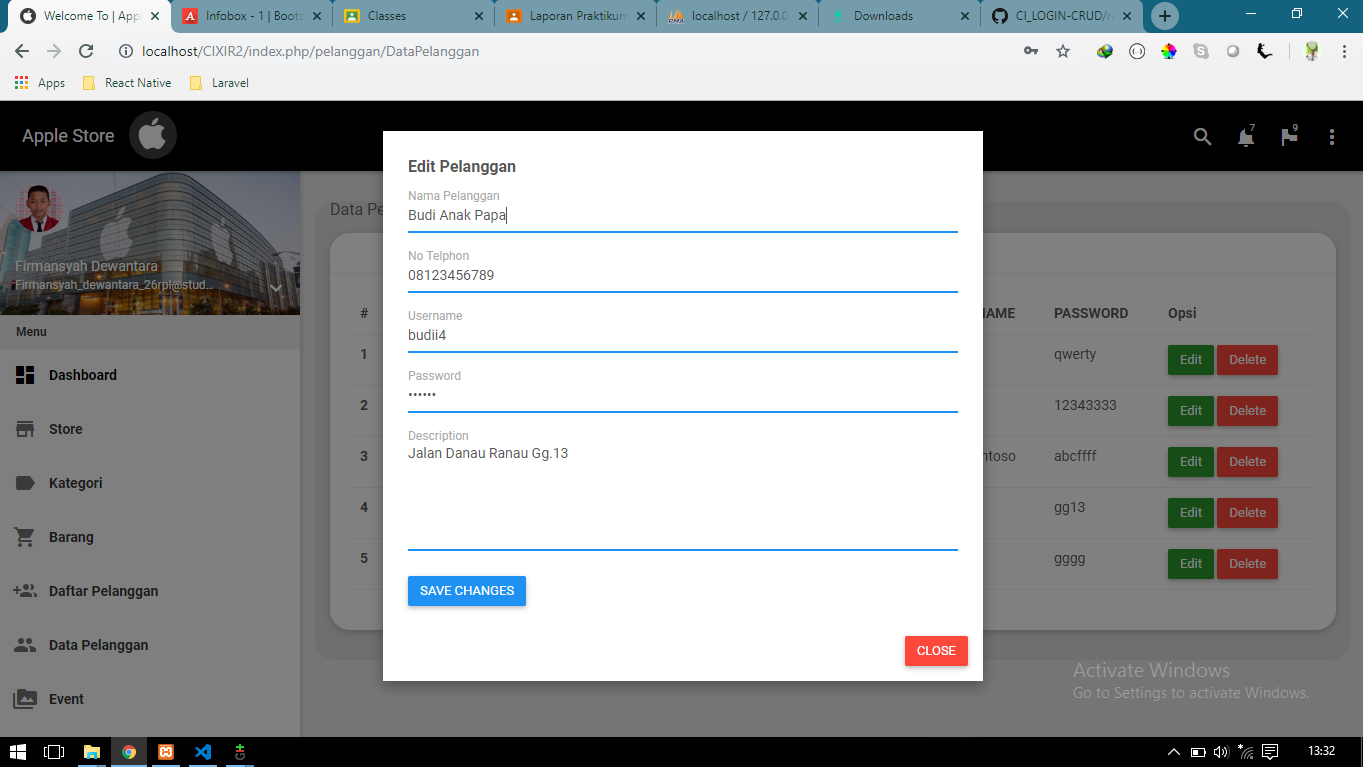 Welcome To | Appl
Infobox - 1 | Boots
Classes
Laporan Praktikum
localhost / 127.0.0
Downloads
CI_LOGIN-CRUD/r
localhost/CIXIR2/index.php/pelanggan/DataPelanggan
Apps
React Native
Laravel
Apple Store
7
9
Firmansyah Dewantara
Firmansyah_dewantara_26rpl@stud...
Menu
Dashboard
Store
Kategori
Barang
Daftar Pelanggan
Data Pelanggan
Event
Data Pe
# AME PASSWORD Opsi
1 qwerty Edit Delete
2 12343333 Edit Delete
3 ntoso abcffff Edit Delete
4 gg13 Edit Delete
5 gggg Edit Delete
Edit Pelanggan
Nama Pelanggan
Budi Anak Papa
No Telphon
08123456789
Username
budii4
Password
••••••
Description
Jalan Danau Ranau Gg.13
SAVE CHANGES
CLOSE
Activate Windows
Go to Settings to activate Windows.
13:32